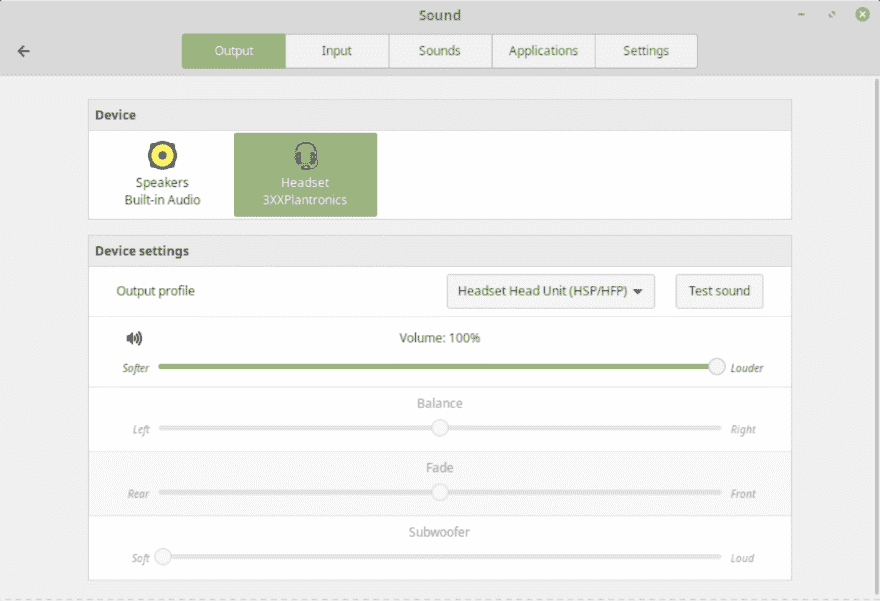 Sound
Output Input Sounds Applications Settings
Device
Speakers
Built-in Audio
Headset
3XXPlantronics
Device settings
Output profile Headset Head Unit (HSP/HFP) Test sound
Volume: 100%
Softer Louder
Balance
Left Right
Fade
Rear Front
Subwoofer
Soft Loud